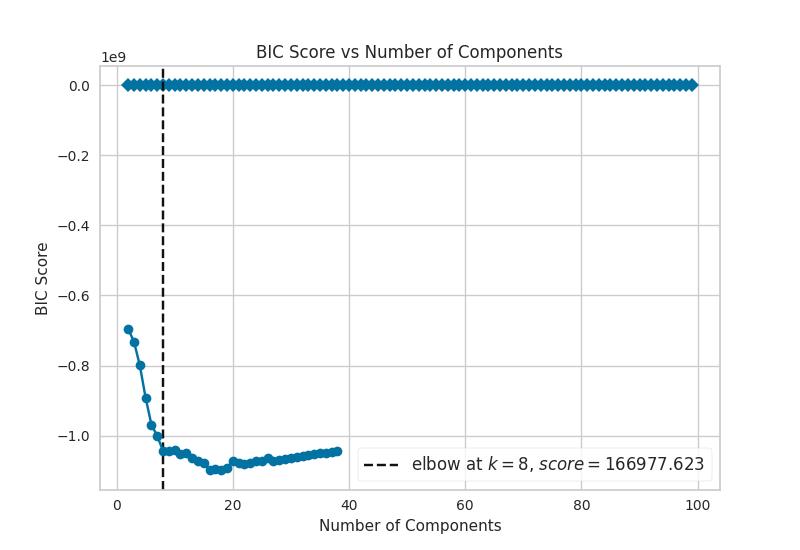 BIC Score vs Number of Components
1e9
0.0
−0.2
−0.4
−0.6
−0.8
−1.0
BIC Score
elbow at k = 8, score = 166977.623
0 20 40 60 80 100
Number of Components